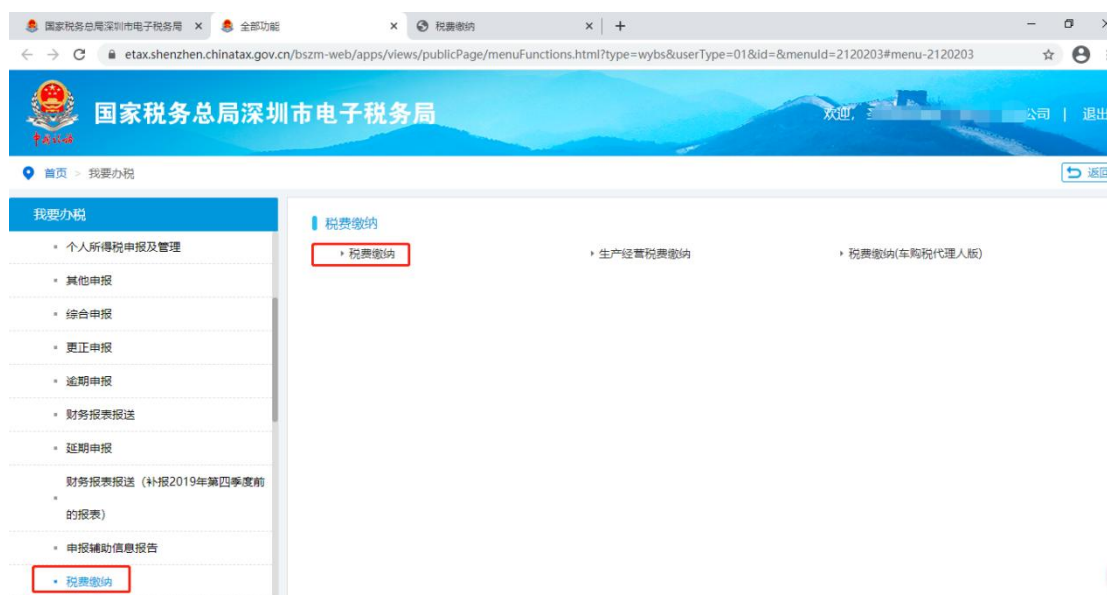 国家税务总局深圳市电子税务局 全部功能 税费缴纳
etax.shenzhen.chinatax.gov.cn/bszm-web/apps/views/publicPage/menuFunctions.html?type=wybs&userType=01&id=&menuId=2120203#menu-2120203
国家税务总局深圳市电子税务局
中国税务
欢迎, 公司 | 退出
首页 > 我要办税
返回
我要办税
个人所得税申报及管理
其他申报
综合申报
更正申报
逾期申报
财务报表报送
延期申报
财务报表报送（补报2019年第四季度前
的报表）
申报辅助信息报告
税费缴纳
税费缴纳
税费缴纳 生产经营税费缴纳 税费缴纳(车购税代理人版)